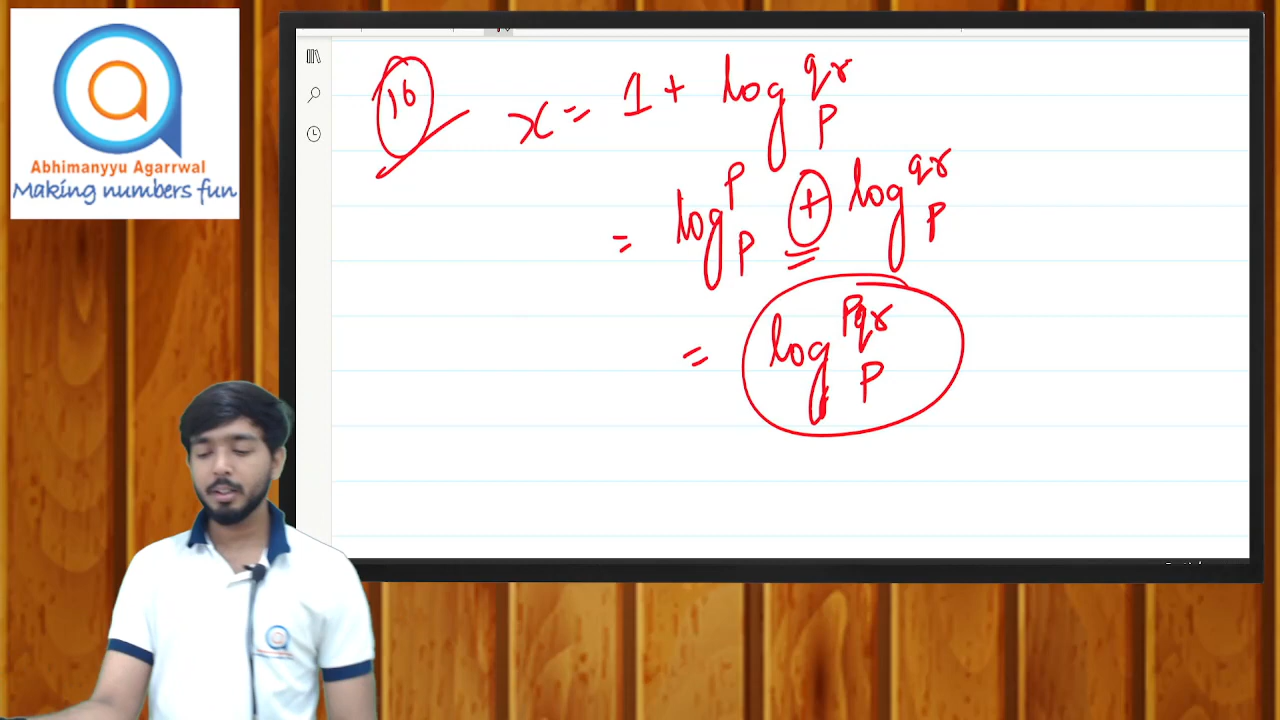 Abhimanyyu Agarrwal
Making numbers fun
16
x = 1 + log p qr
= log p p + log p qr
= log p pqr